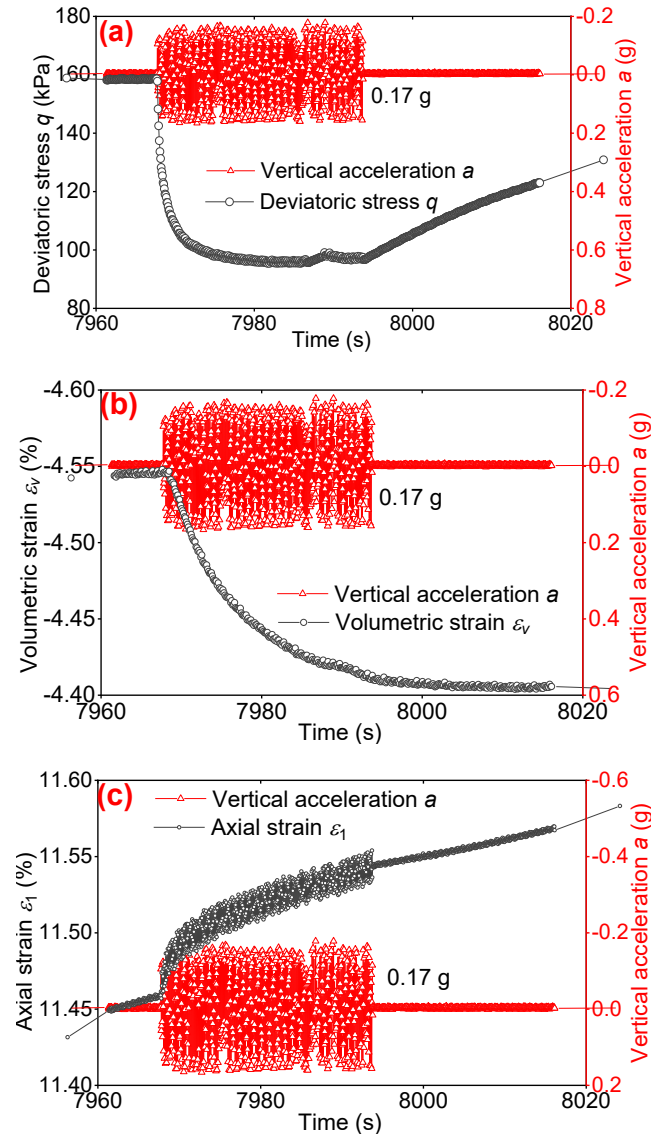 (a)
Deviatoric stress q (kPa)
180
160
140
120
100
80
-0.2
0.0
0.2
0.4
0.6
0.8
Vertical acceleration a (g)
0.17 g
Vertical acceleration a
Deviatoric stress q
7960 7980 8000 8020
Time (s)
(b)
Volumetric strain εv (%)
-4.60
-4.55
-4.50
-4.45
-4.40
-0.2
0.0
0.2
0.4
0.6
Vertical acceleration a (g)
0.17 g
Vertical acceleration a
Volumetric strain εv
7960 7980 8000 8020
Time (s)
(c)
Axial strain ε1 (%)
11.60
11.55
11.50
11.45
11.40
-0.6
-0.4
-0.2
0.0
0.2
Vertical acceleration a (g)
Vertical acceleration a
Axial strain ε1
0.17 g
7960 7980 8000 8020
Time (s)